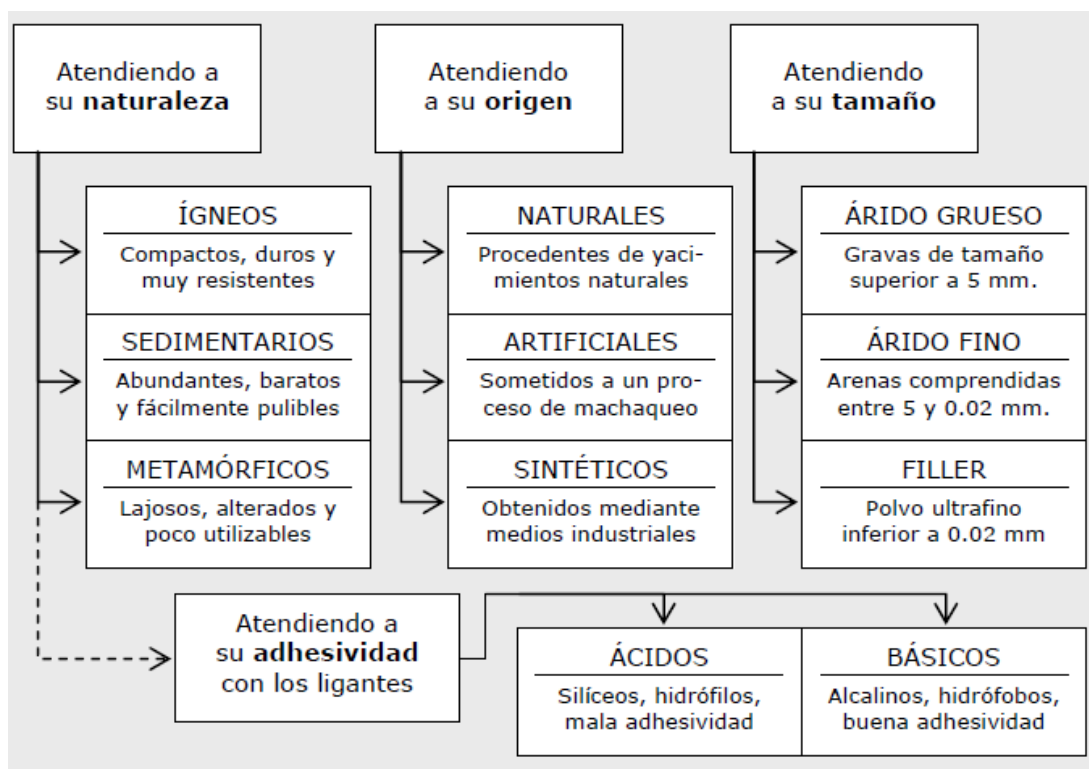 Atendiendo a
su naturaleza
ÍGNEOS
Compactos, duros y
muy resistentes
SEDIMENTARIOS
Abundantes, baratos
y fácilmente pulibles
METAMÓRFICOS
Lajosos, alterados y
poco utilizables
Atendiendo
a su origen
NATURALES
Procedentes de yaci-
mientos naturales
ARTIFICIALES
Sometidos a un pro-
ceso de machaqueo
SINTÉTICOS
Obtenidos mediante
medios industriales
Atendiendo
a su tamaño
ÁRIDO GRUESO
Gravas de tamaño
superior a 5 mm.
ÁRIDO FINO
Arenas comprendidas
entre 5 y 0.02 mm.
FILLER
Polvo ultrafino
inferior a 0.02 mm
Atendiendo a
su adhesividad
con los ligantes
ÁCIDOS
Silíceos, hidrófilos,
mala adhesividad
BÁSICOS
Alcalinos, hidrófobos,
buena adhesividad